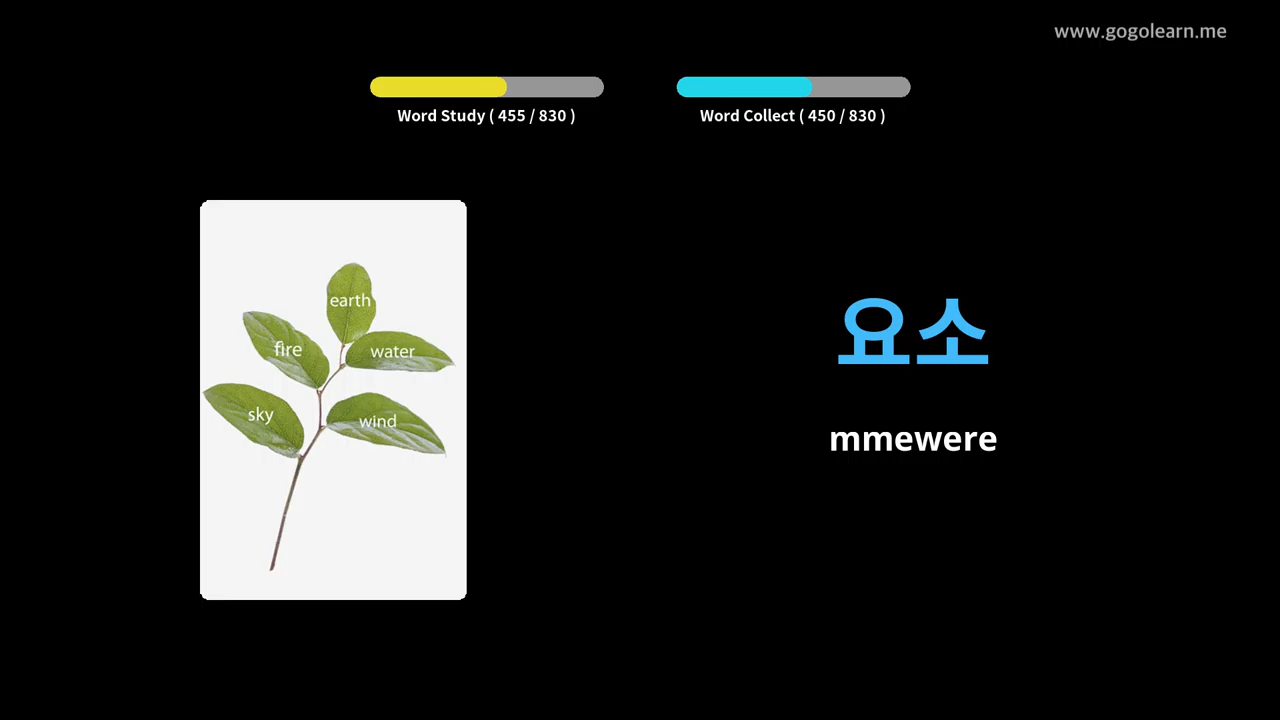 www.gogolearn.me
Word Study ( 455 / 830 )
Word Collect ( 450 / 830 )
earth
fire
water
sky
wind
요소
mmewere